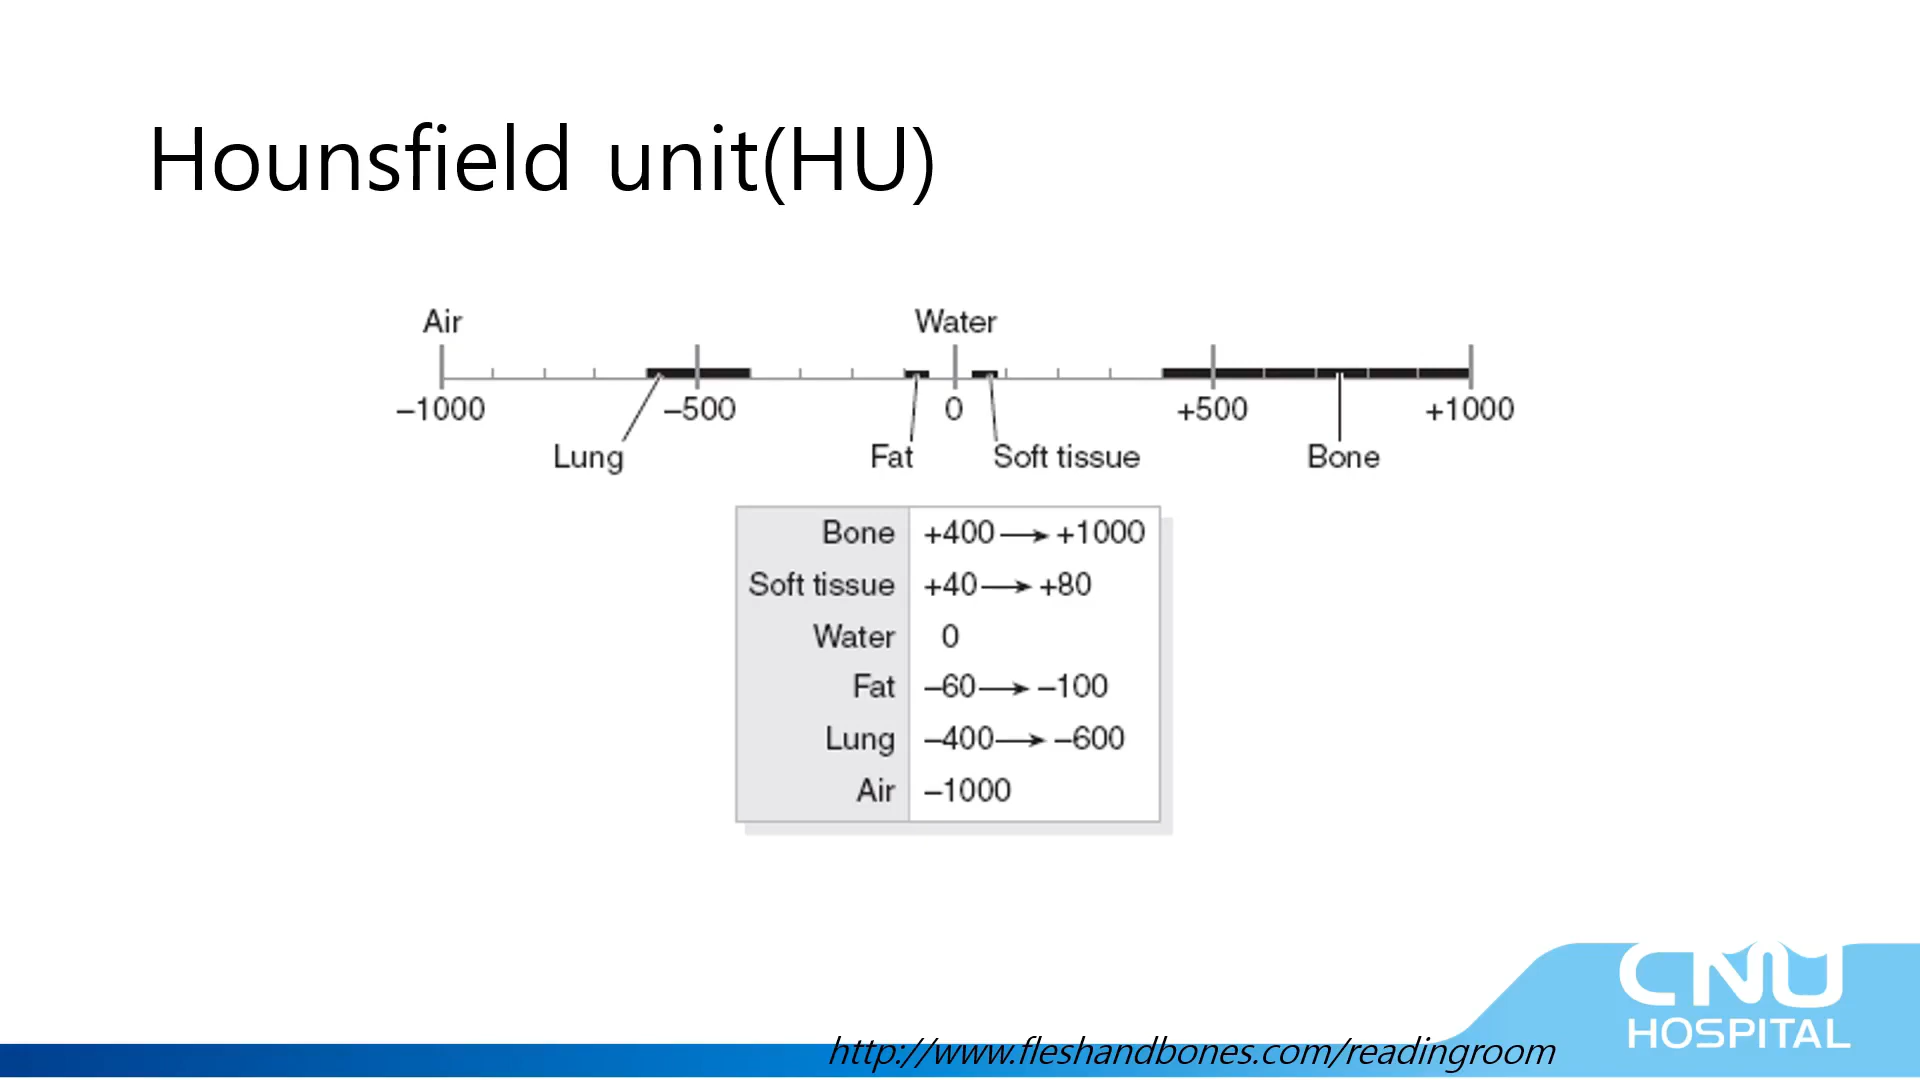 Hounsfield unit(HU)
Air Water
–1000 –500 0 +500 +1000
Lung Fat Soft tissue Bone
Bone +400 → +1000
Soft tissue +40 → +80
Water 0
Fat –60 → –100
Lung –400 → –600
Air –1000
CNU
HOSPITAL
http://www.fleshandbones.com/readingroom